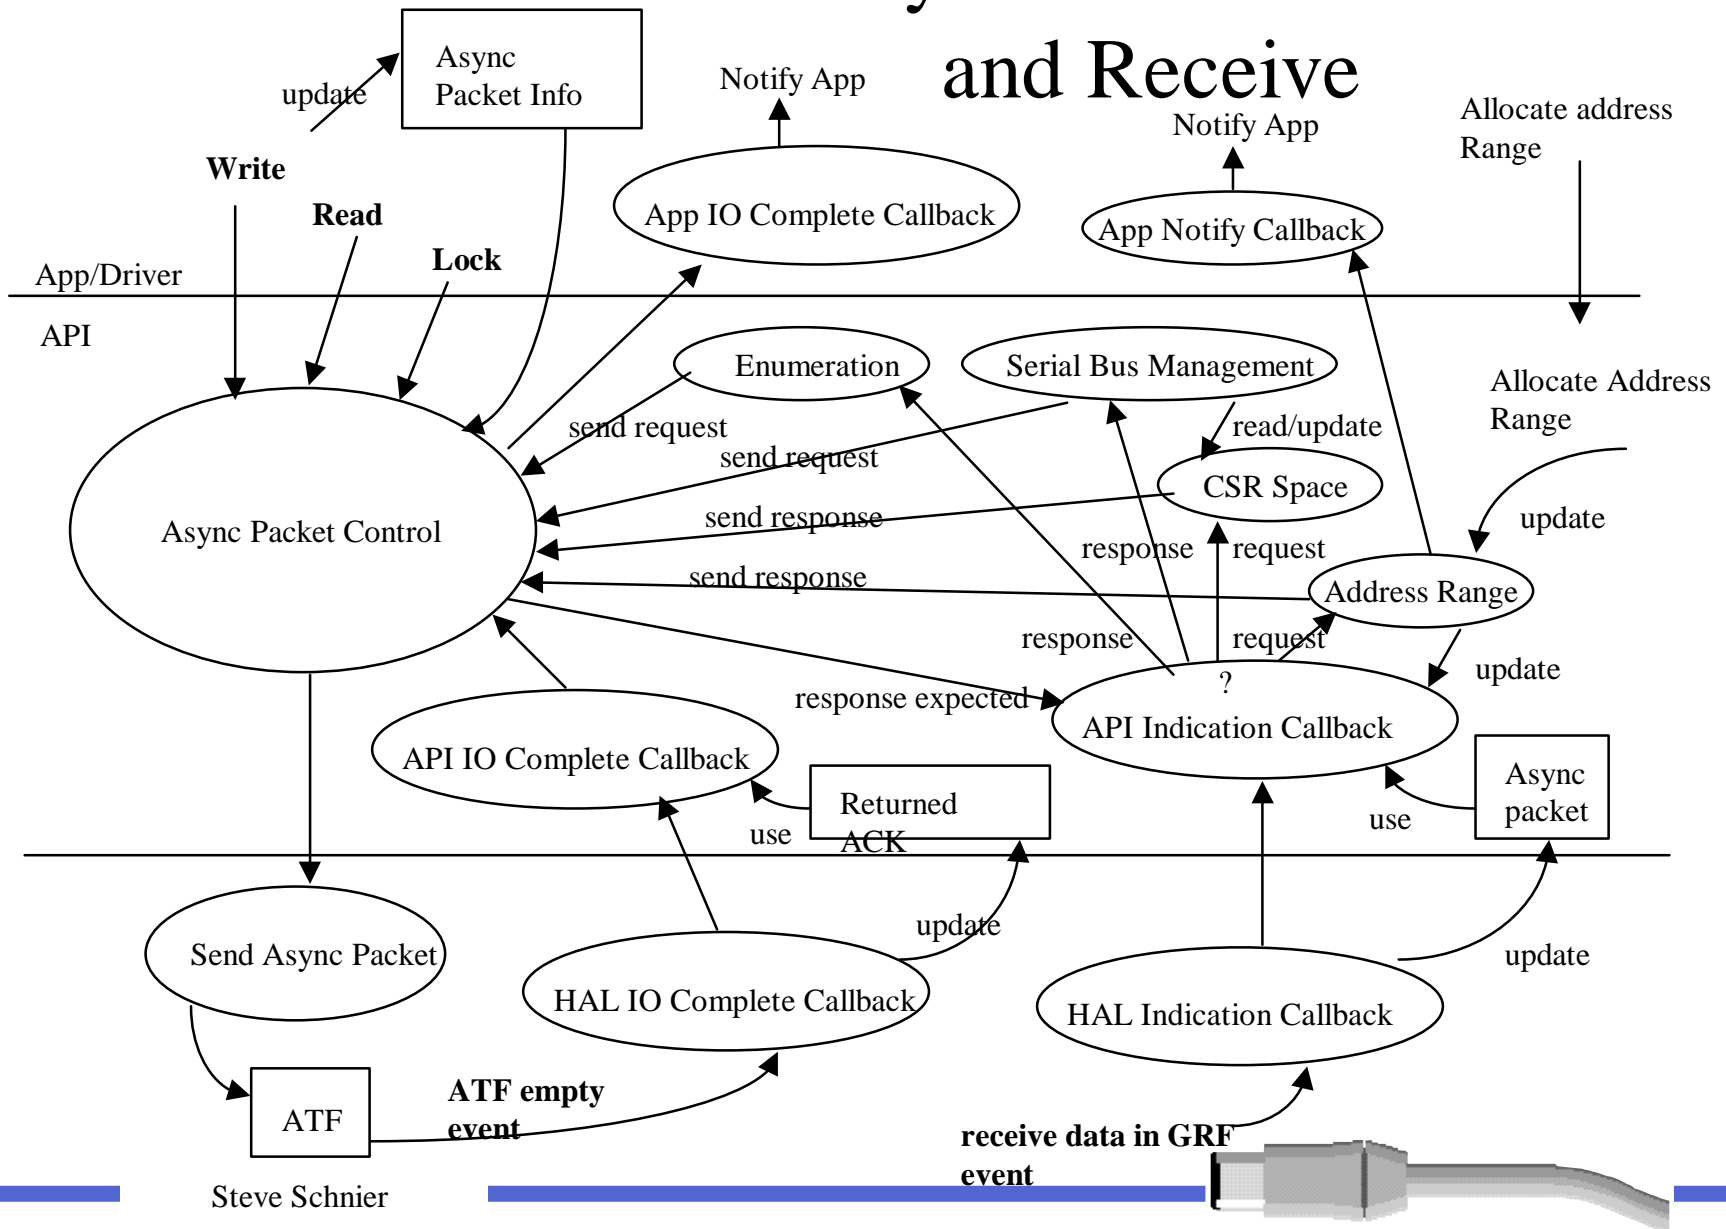 and Receive
Async
Packet Info
update
Notify App
Notify App
Allocate address
Range
Write
Read
Lock
App IO Complete Callback
App Notify Callback
App/Driver
API
Enumeration
Serial Bus Management
Allocate Address
Range
send request
read/update
send request
CSR Space
send response
update
Async Packet Control
response
request
send response
Address Range
response
request
update
?
response expected
API Indication Callback
API IO Complete Callback
Async
packet
Returned
ACK
use
use
update
Send Async Packet
update
HAL IO Complete Callback
HAL Indication Callback
ATF empty
event
ATF
receive data in GRF
event
Steve Schnier